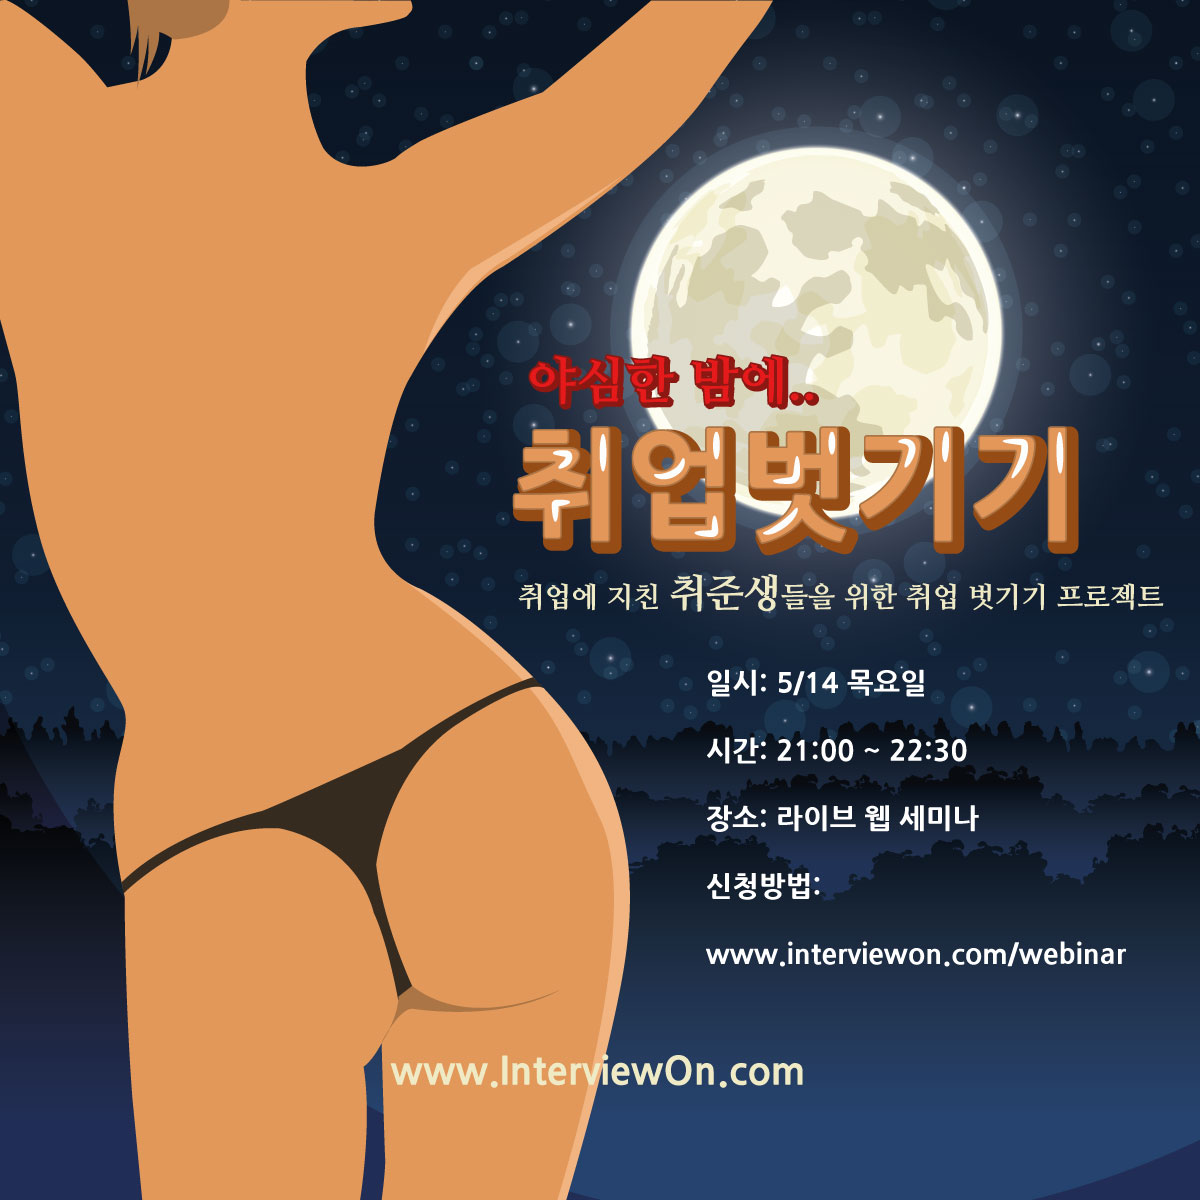 야심한 밤에..
취업벗기기
취업에 지친 취준생들을 위한 취업 벗기기 프로젝트
일시: 5/14 목요일
시간: 21:00 ~ 22:30
장소: 라이브 웹 세미나
신청방법:
www.interviewon.com/webinar
www.InterviewOn.com